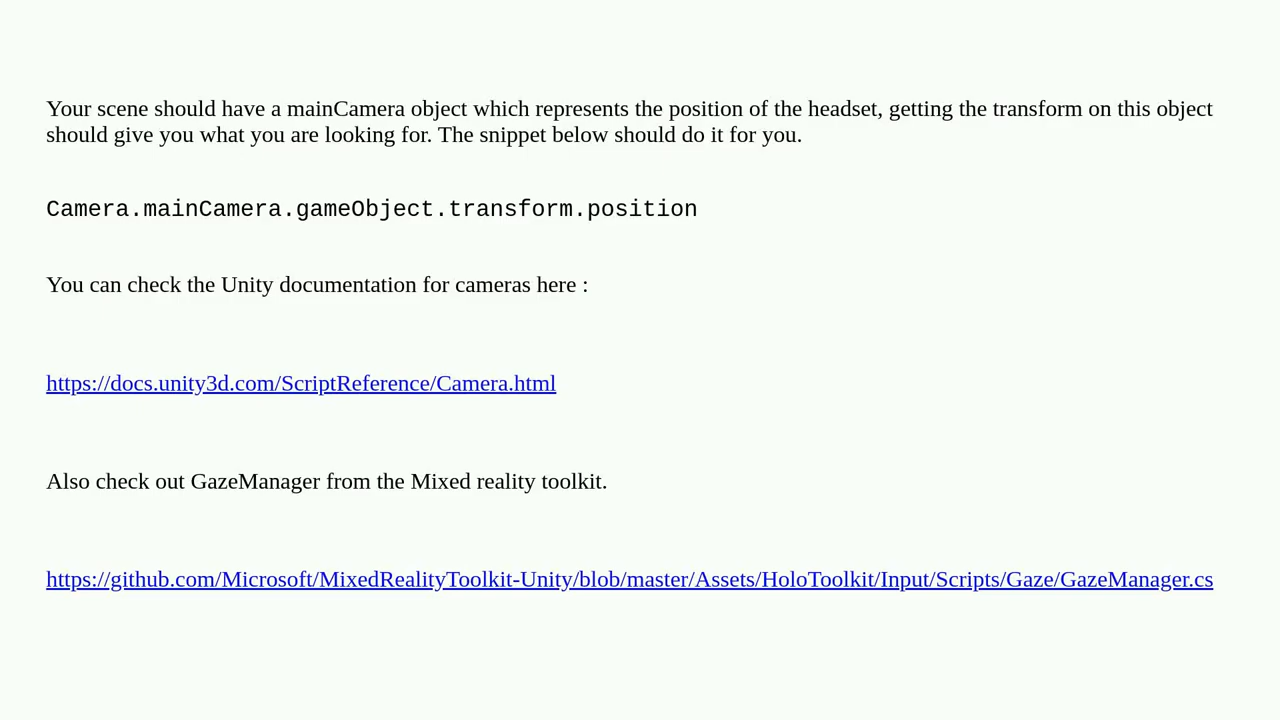 Your scene should have a mainCamera object which represents the position of the headset, getting the transform on this object
should give you what you are looking for. The snippet below should do it for you.
Camera.mainCamera.gameObject.transform.position
You can check the Unity documentation for cameras here :
https://docs.unity3d.com/ScriptReference/Camera.html
Also check out GazeManager from the Mixed reality toolkit.
https://github.com/Microsoft/MixedRealityToolkit-Unity/blob/master/Assets/HoloToolkit/Input/Scripts/Gaze/GazeManager.cs